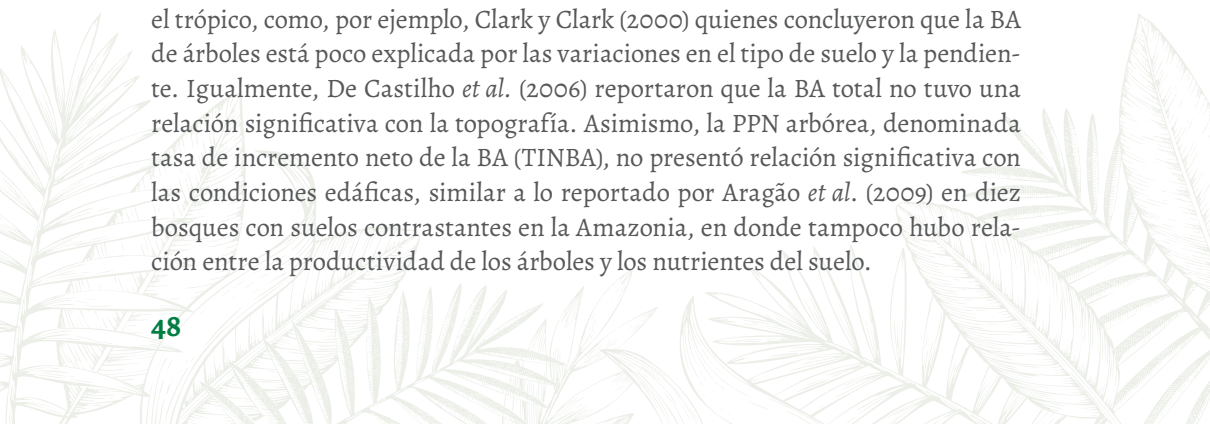 el trópico, como, por ejemplo, Clark y Clark (2000) quienes concluyeron que la BA
de árboles está poco explicada por las variaciones en el tipo de suelo y la pendien-
te. Igualmente, De Castilho et al. (2006) reportaron que la BA total no tuvo una
relación significativa con la topografía. Asimismo, la PPN arbórea, denominada
tasa de incremento neto de la BA (TINBA), no presentó relación significativa con
las condiciones edáficas, similar a lo reportado por Aragão et al. (2009) en diez
bosques con suelos contrastantes en la Amazonia, en donde tampoco hubo rela-
ción entre la productividad de los árboles y los nutrientes del suelo.
48